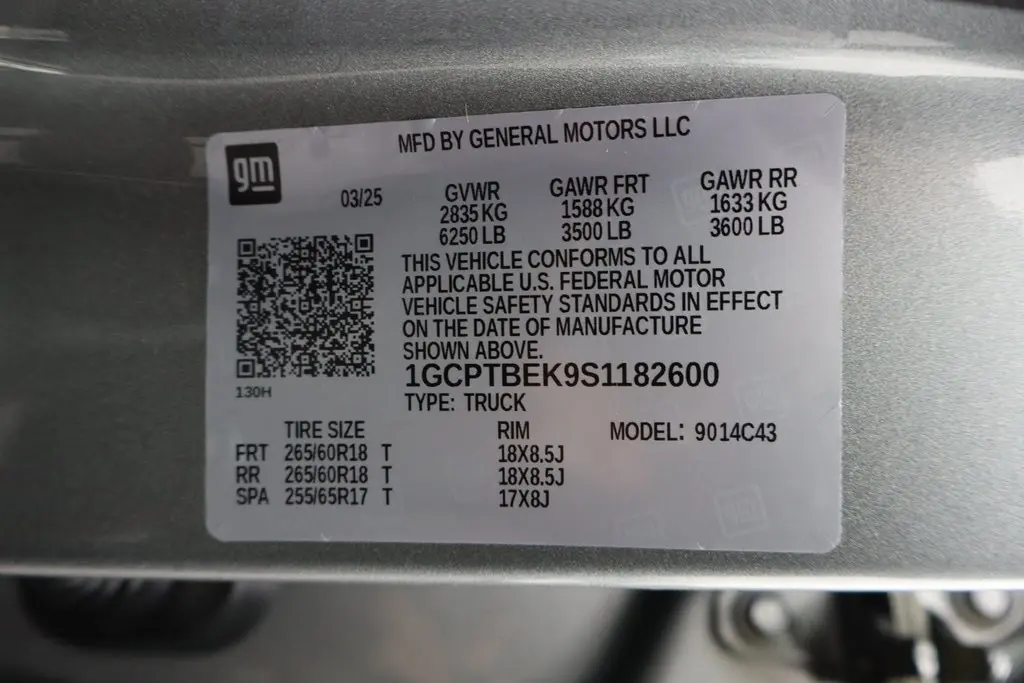 MFD BY GENERAL MOTORS LLC
gm
03/25
GVWR GAWR FRT GAWR RR
2835 KG 1588 KG 1633 KG
6250 LB 3500 LB 3600 LB
THIS VEHICLE CONFORMS TO ALL
APPLICABLE U.S. FEDERAL MOTOR
VEHICLE SAFETY STANDARDS IN EFFECT
ON THE DATE OF MANUFACTURE
SHOWN ABOVE.
130H
1GCPTBEK9S1182600
TYPE: TRUCK
TIRE SIZE RIM MODEL: 9014C43
FRT 265/60R18 T 18X8.5J
RR 265/60R18 T 18X8.5J
SPA 255/65R17 T 17X8J